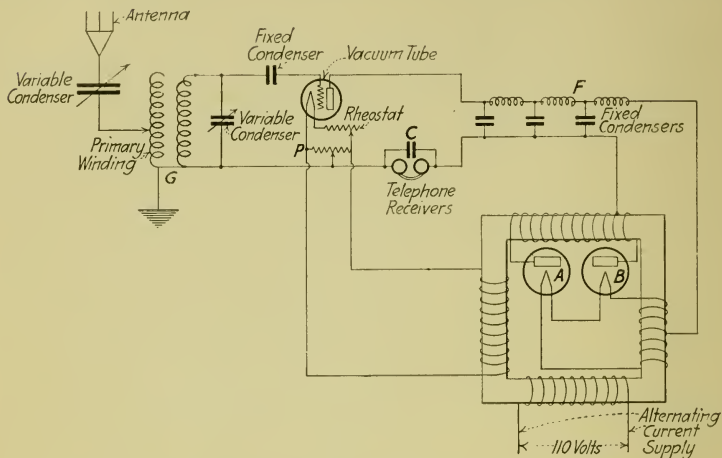 Antenna
Fixed
Condenser
Vacuum Tube
Variable
Condenser
F
Rheostat
Variable
Condenser
Fixed
Condensers
P
C
Primary
Winding
G
Telephone
Receivers
A
B
Alternating
Current
Supply
110 Volts